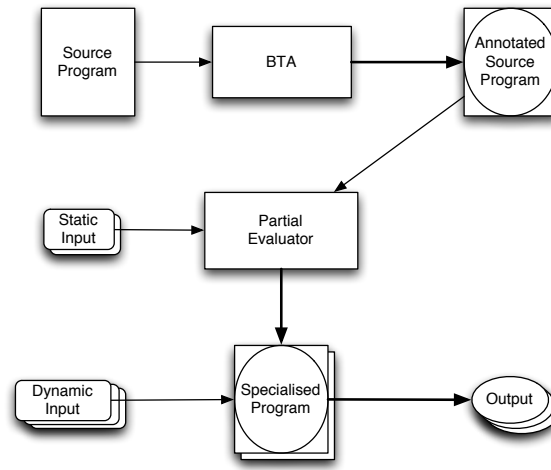 Source
Program
BTA
Annotated
Source
Program
Static
Input
Partial
Evaluator
Dynamic
Input
Specialised
Program
Output